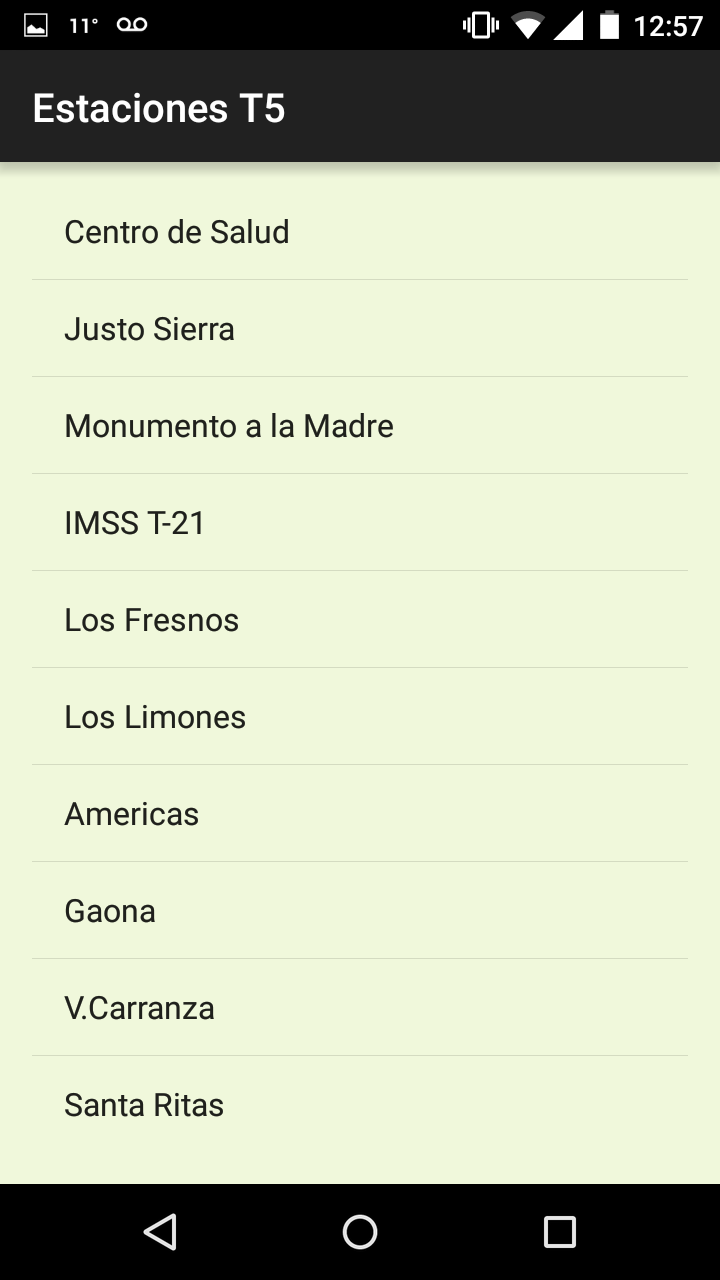 11° 12:57
Estaciones T5
Centro de Salud
Justo Sierra
Monumento a la Madre
IMSS T-21
Los Fresnos
Los Limones
Americas
Gaona
V.Carranza
Santa Ritas